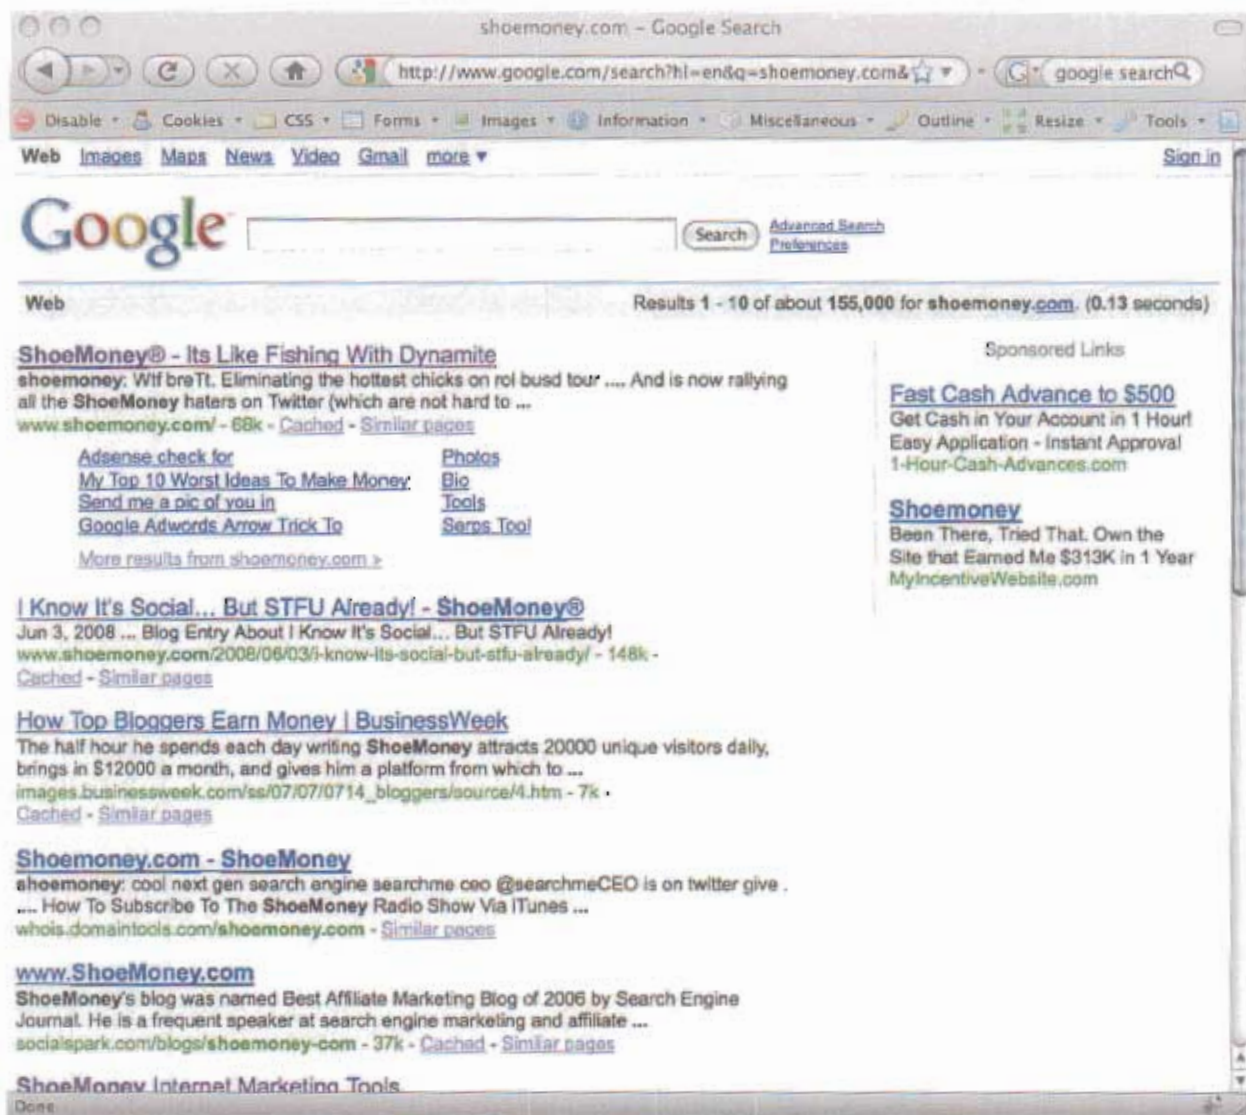 shoemoney.com – Google Search
http://www.google.com/search?hl=en&q=shoemoney.com& google search
Disable Cookies CSS Forms Images Information Miscellaneous Outline Resize Tools
Web Images Maps News Video Gmail more ▼ Sign in
Google Search Advanced Search
Preferences
Web Results 1 - 10 of about 155,000 for shoemoney.com. (0.13 seconds)
ShoeMoney® - Its Like Fishing With Dynamite
shoemoney: Wtf breTt. Eliminating the hottest chicks on rol busd tour .... And is now rallying
all the ShoeMoney haters on Twitter (which are not hard to ...
www.shoemoney.com/ - 68k - Cached - Similar pages
Adsense check for Photos
My Top 10 Worst Ideas To Make Money Bio
Send me a pic of you in Tools
Google Adwords Arrow Trick To Serps Tool
More results from shoemoney.com »
I Know It's Social... But STFU Already! - ShoeMoney®
Jun 3, 2008 ... Blog Entry About I Know It's Social... But STFU Already!
www.shoemoney.com/2008/06/03/i-know-its-social-but-stfu-already/ - 148k -
Cached - Similar pages
How Top Bloggers Earn Money | BusinessWeek
The half hour he spends each day writing ShoeMoney attracts 20000 unique visitors daily,
brings in $12000 a month, and gives him a platform from which to ...
images.businessweek.com/ss/07/07/0714_bloggers/source/4.htm - 7k -
Cached - Similar pages
Shoemoney.com - ShoeMoney
shoemoney: cool next gen search engine searchme ceo @searchmeCEO is on twitter give .
.... How To Subscribe To The ShoeMoney Radio Show Via iTunes ...
whois.domaintools.com/shoemoney.com - Similar pages
www.ShoeMoney.com
ShoeMoney's blog was named Best Affiliate Marketing Blog of 2006 by Search Engine
Journal. He is a frequent speaker at search engine marketing and affiliate ...
socialspark.com/blogs/shoemoney-com - 37k - Cached - Similar pages
ShoeMoney Internet Marketing Tools
Sponsored Links
Fast Cash Advance to $500
Get Cash in Your Account in 1 Hour!
Easy Application - Instant Approval
1-Hour-Cash-Advances.com
Shoemoney
Been There, Tried That. Own the
Site that Earned Me $313K in 1 Year
MyIncentiveWebsite.com
Done